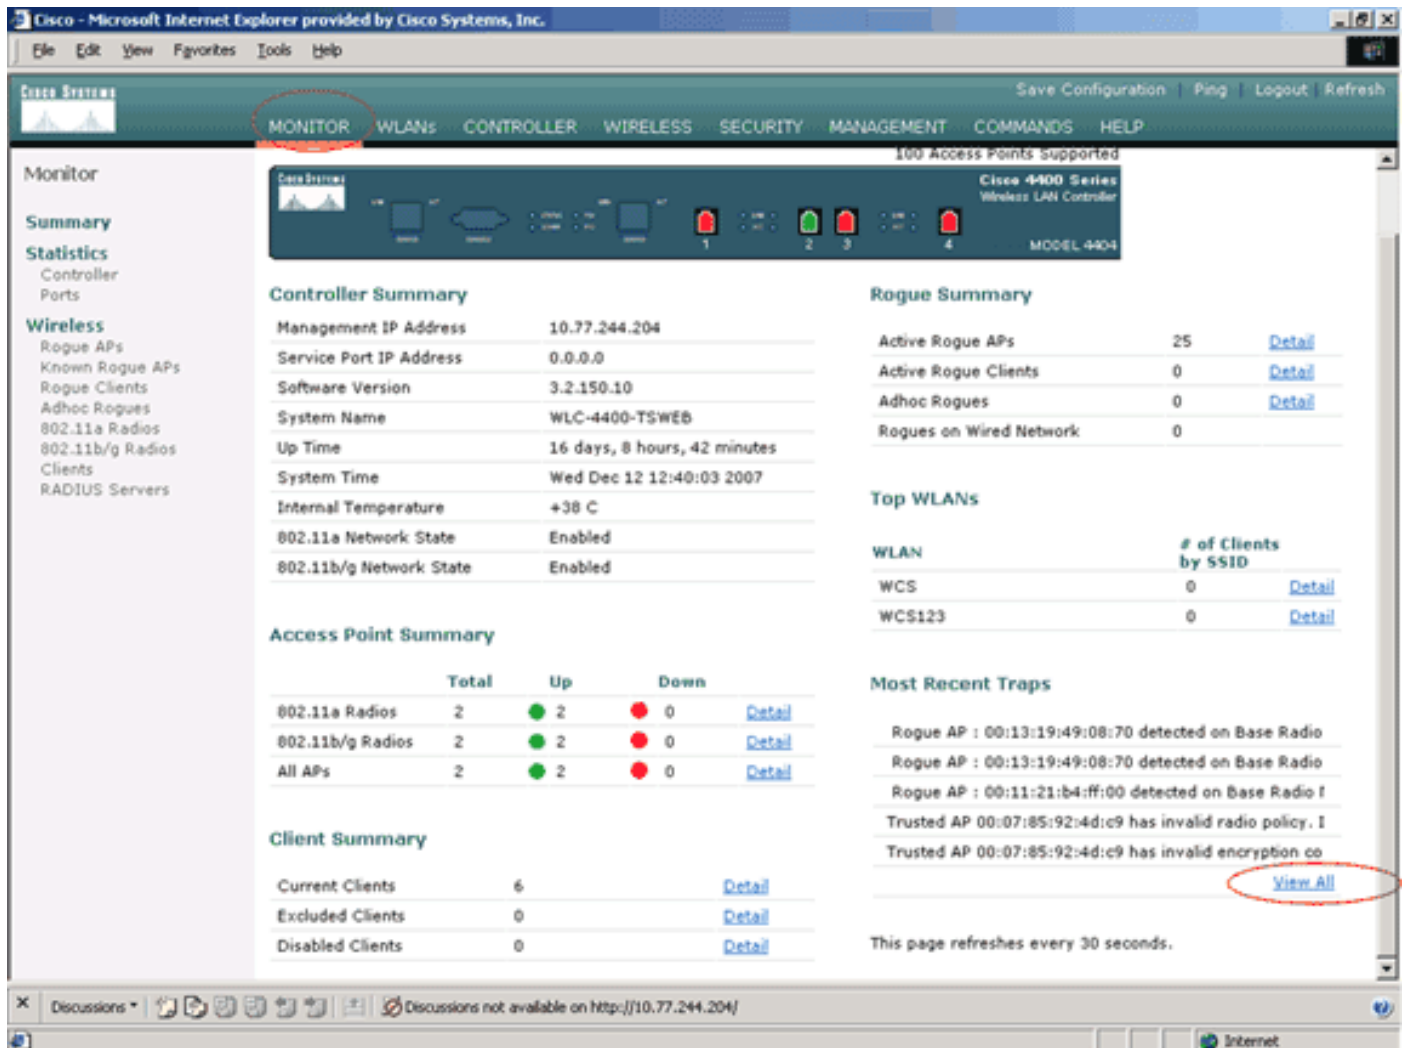 Cisco - Microsoft Internet Explorer provided by Cisco Systems, Inc.
File Edit View Favorites Tools Help
Cisco Systems
Save Configuration | Ping | Logout | Refresh
MONITOR WLANs CONTROLLER WIRELESS SECURITY MANAGEMENT COMMANDS HELP
Monitor
Summary
Statistics
Controller
Ports
Wireless
Rogue APs
Known Rogue APs
Rogue Clients
Adhoc Rogues
802.11a Radios
802.11b/g Radios
Clients
RADIUS Servers
100 Access Points Supported
Cisco Systems
Cisco 4400 Series
Wireless LAN Controller
1 2 3 4
MODEL 4404
Controller Summary
Management IP Address 10.77.244.204
Service Port IP Address 0.0.0.0
Software Version 3.2.150.10
System Name WLC-4400-TSWEB
Up Time 16 days, 8 hours, 42 minutes
System Time Wed Dec 12 12:40:03 2007
Internal Temperature +38 C
802.11a Network State Enabled
802.11b/g Network State Enabled
Access Point Summary
Total Up Down
802.11a Radios 2 2 0 Detail
802.11b/g Radios 2 2 0 Detail
All APs 2 2 0 Detail
Client Summary
Current Clients 6 Detail
Excluded Clients 0 Detail
Disabled Clients 0 Detail
Rogue Summary
Active Rogue APs 25 Detail
Active Rogue Clients 0 Detail
Adhoc Rogues 0 Detail
Rogues on Wired Network 0
Top WLANs
WLAN # of Clients
by SSID
WCS 0 Detail
WCS123 0 Detail
Most Recent Traps
Rogue AP : 00:13:19:49:08:70 detected on Base Radio
Rogue AP : 00:13:19:49:08:70 detected on Base Radio
Rogue AP : 00:11:21:b4:ff:00 detected on Base Radio
Trusted AP 00:07:85:92:4d:c9 has invalid radio policy. I
Trusted AP 00:07:85:92:4d:c9 has invalid encryption co
View All
This page refreshes every 30 seconds.
Discussions Discussions not available on http://10.77.244.204/
Internet